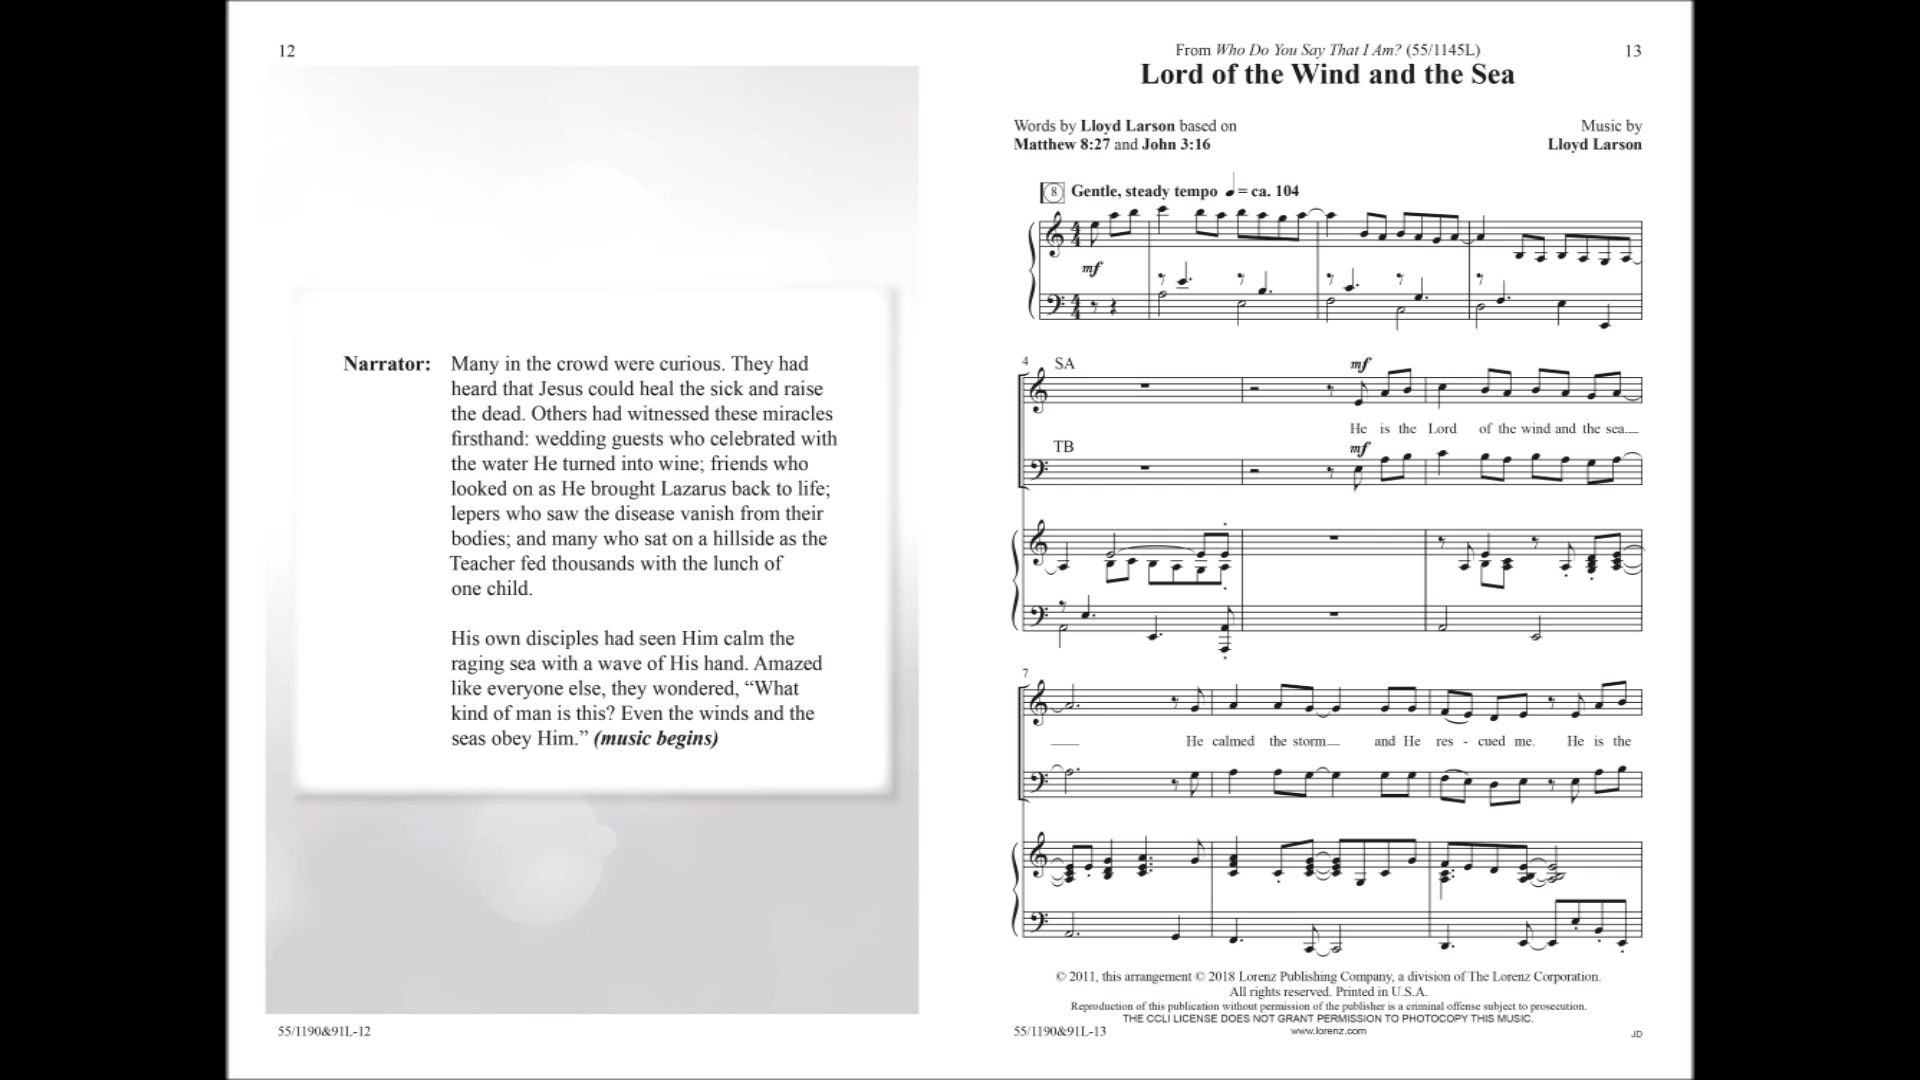 12
Narrator: Many in the crowd were curious. They had
heard that Jesus could heal the sick and raise
the dead. Others had witnessed these miracles
firsthand: wedding guests who celebrated with
the water He turned into wine; friends who
looked on as He brought Lazarus back to life;
lepers who saw the disease vanish from their
bodies; and many who sat on a hillside as the
Teacher fed thousands with the lunch of
one child.
His own disciples had seen Him calm the
raging sea with a wave of His hand. Amazed
like everyone else, they wondered, “What
kind of man is this? Even the winds and the
seas obey Him.” (music begins)
55/1190&91L-12
From Who Do You Say That I Am? (55/1145L)
13
Lord of the Wind and the Sea
Words by Lloyd Larson based on
Matthew 8:27 and John 3:16
Music by
Lloyd Larson
8 Gentle, steady tempo ♩ = ca. 104
mf
4 SA mf
He is the Lord of the wind and the sea.
TB mf
7
He calmed the storm and He res - cued me. He is the
© 2011, this arrangement © 2018 Lorenz Publishing Company, a division of The Lorenz Corporation.
All rights reserved. Printed in U.S.A.
Reproduction of this publication without permission of the publisher is a criminal offense subject to prosecution.
THE CCLI LICENSE DOES NOT GRANT PERMISSION TO PHOTOCOPY THIS MUSIC.
www.lorenz.com
55/1190&91L-13
JD